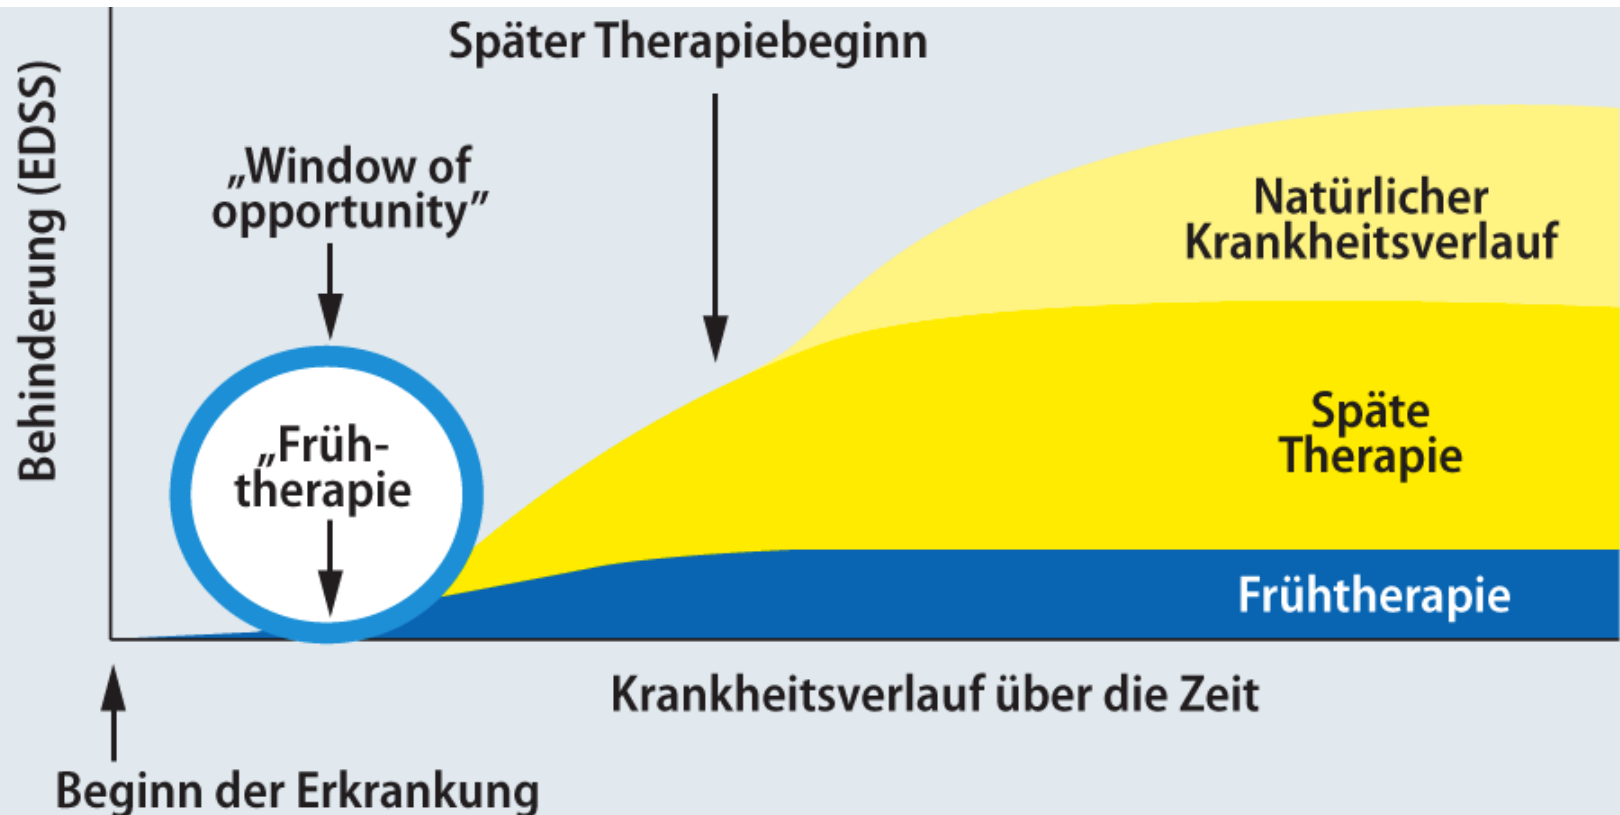 Später Therapiebeginn
Behinderung (EDSS)
„Window of
opportunity”
Natürlicher
Krankheitsverlauf
„Früh-
therapie
Späte
Therapie
Frühtherapie
Krankheitsverlauf über die Zeit
Beginn der Erkrankung